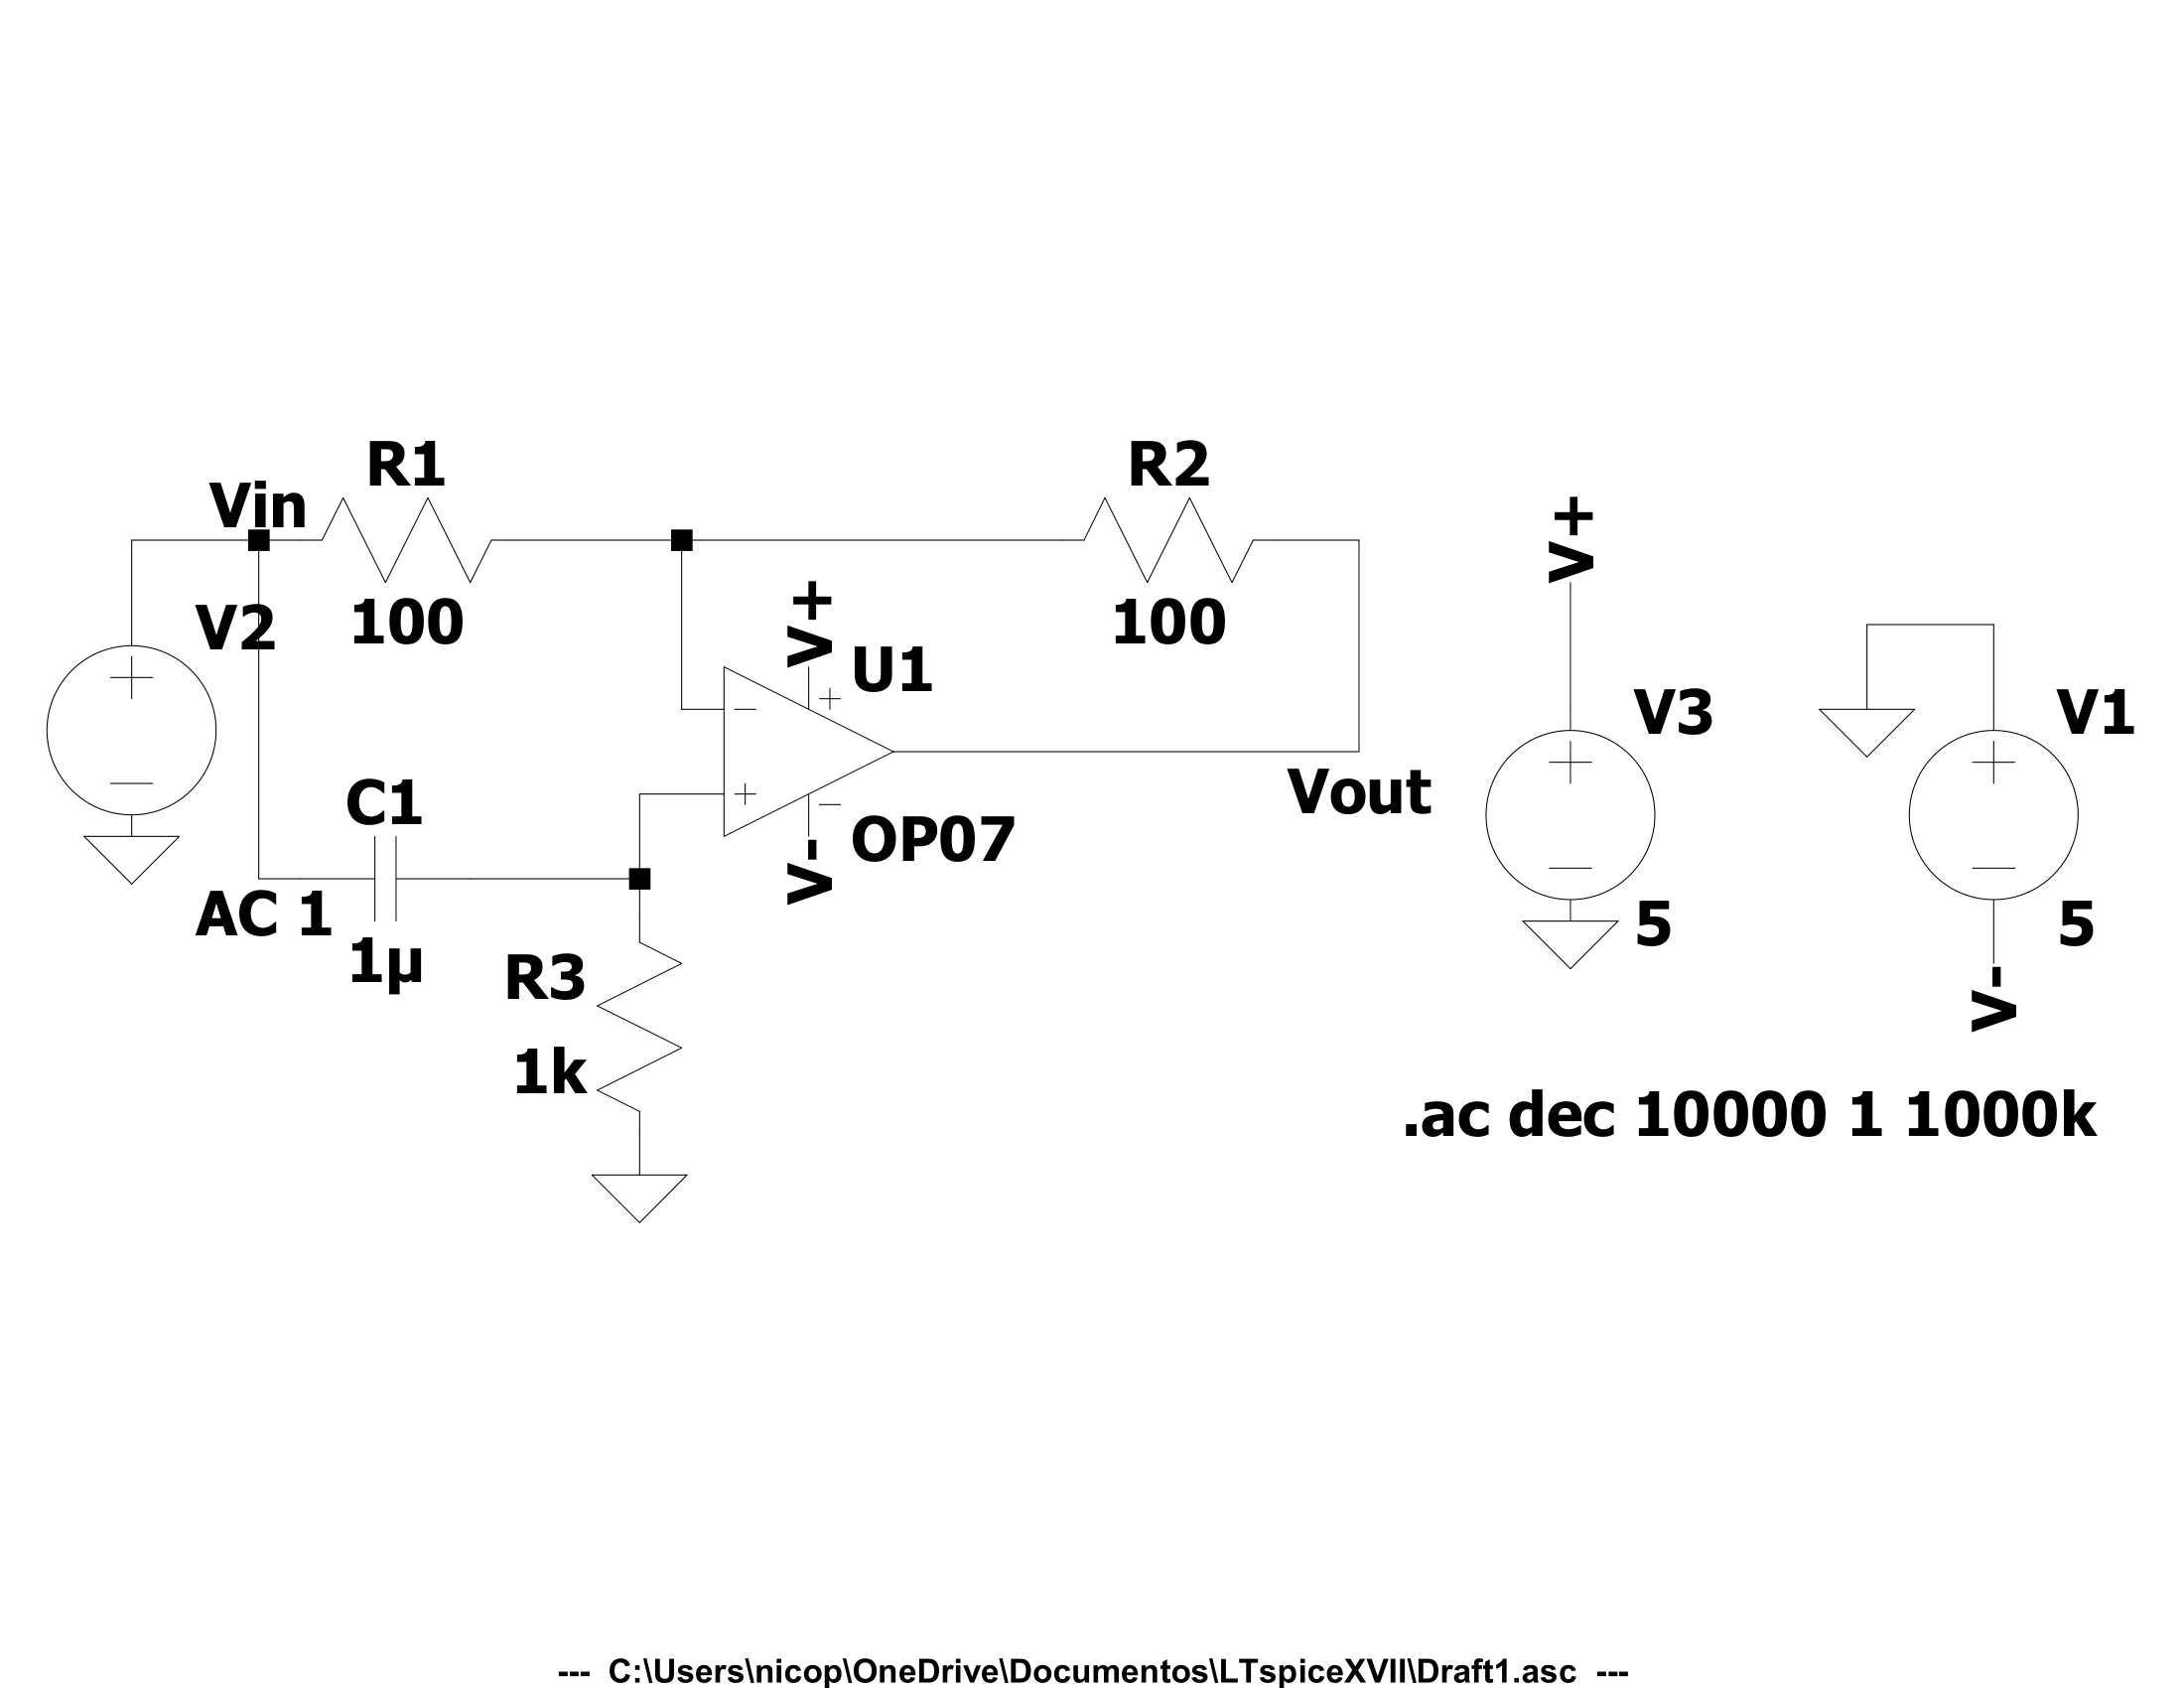 R1
R2
Vin
V+
100
100
V2
V+
U1
V3
V1
C1
Vout
OP07
V-
AC 1
5
5
1µ
R3
V-
1k
.ac dec 10000 1 1000k
--- C:\Users\nicop\OneDrive\Documentos\LTspiceXVII\Draft1.asc ---